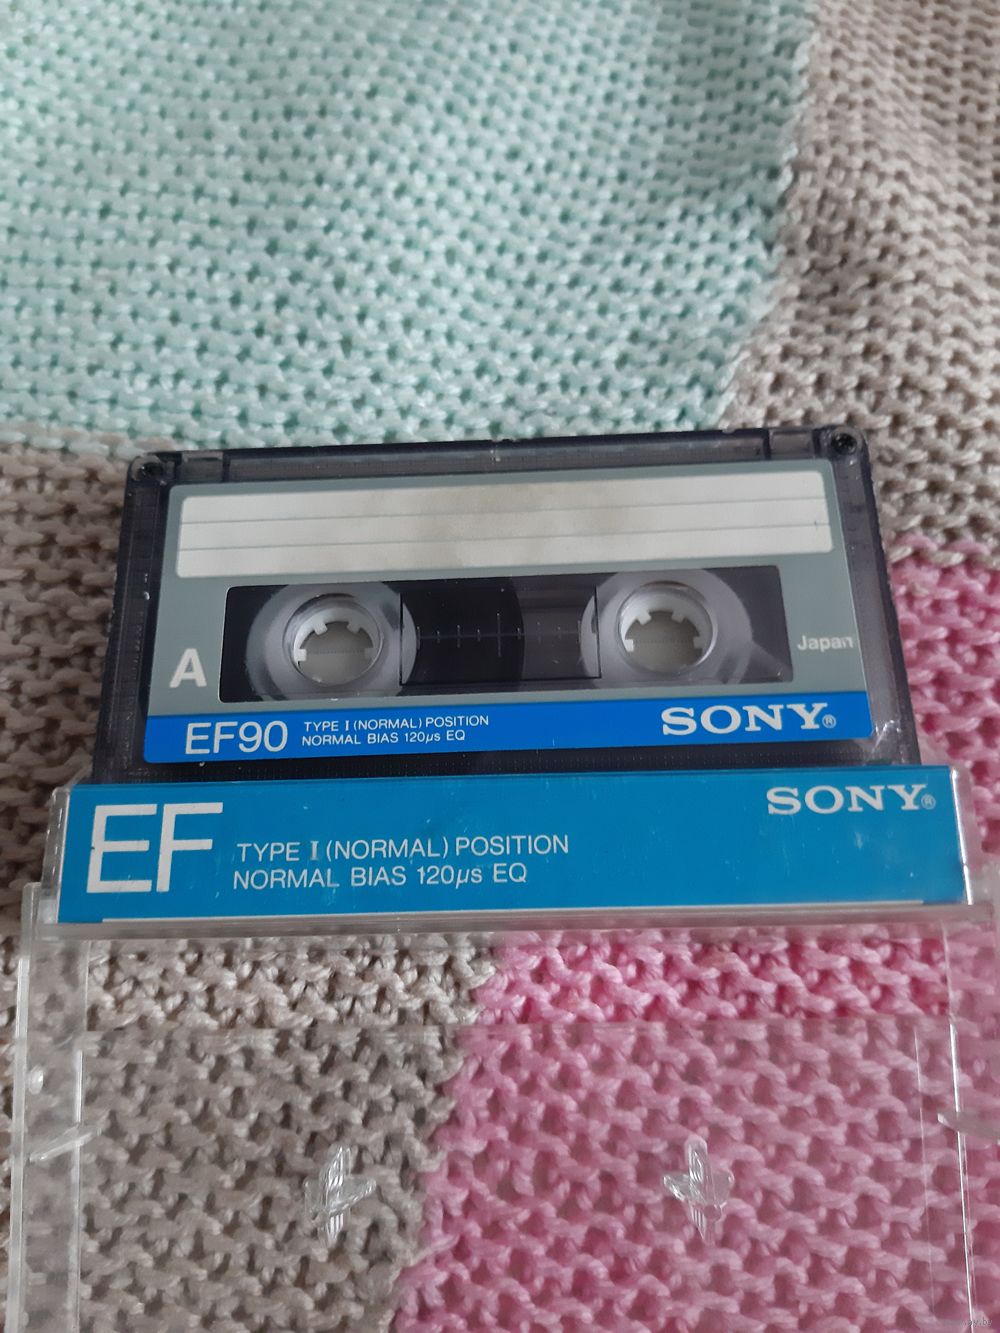 A
Japan
EF90
TYPE I (NORMAL) POSITION
NORMAL BIAS 120µs EQ
SONY®
EF
TYPE I (NORMAL) POSITION
NORMAL BIAS 120µs EQ
SONY®